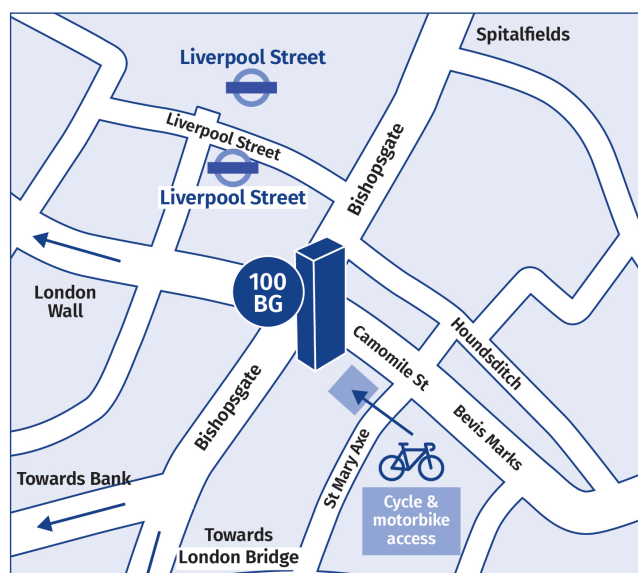 Spitalfields
Liverpool Street
Liverpool Street
Bishopsgate
Liverpool Street
100
BG
London
Wall
Camomile St
Houndsditch
Bishopsgate
Bevis Marks
St Mary Axe
Towards Bank
Cycle &
motorbike
access
Towards
London Bridge